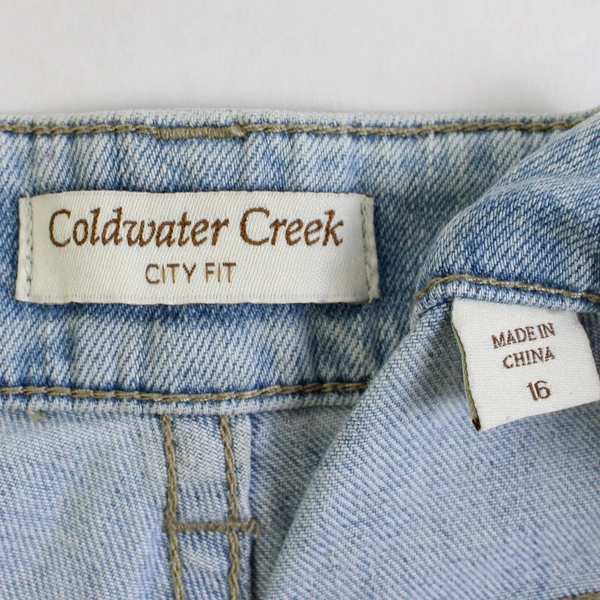 Coldwater Creek
CITY FIT
MADE IN
CHINA
16